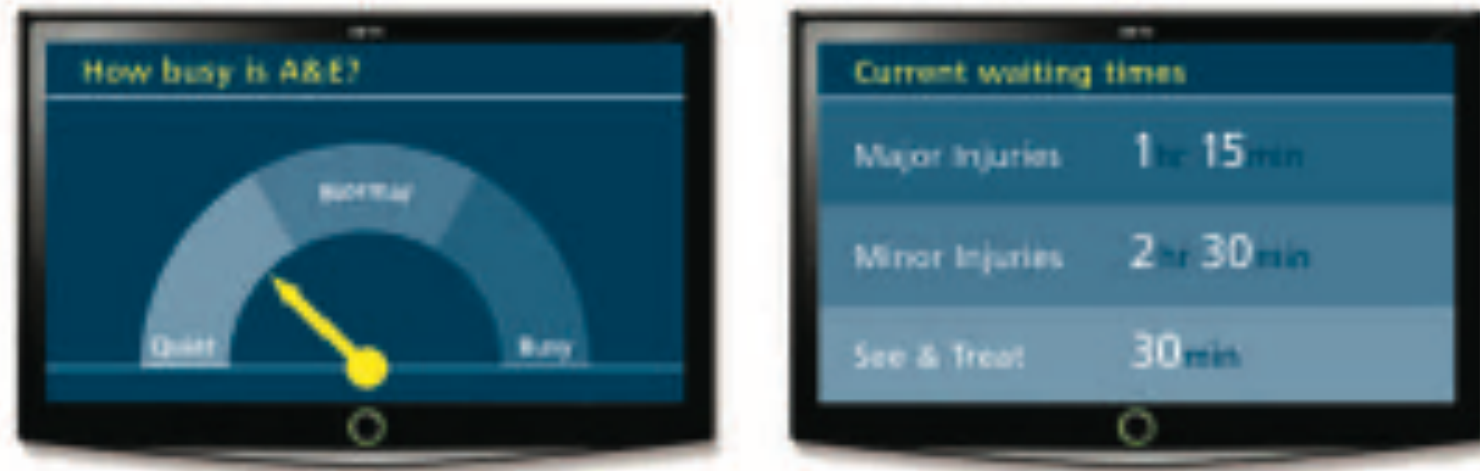 How busy is A&E?
Normal
Quiet
Busy
Current waiting times
Major Injuries 1 hr 15 min
Minor Injuries 2 hr 30 min
See & Treat 30 min